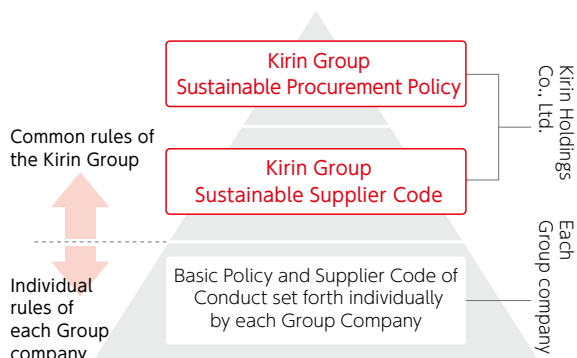 Kirin Group
Sustainable Procurement Policy
Kirin Holdings
Co., Ltd.
Common rules of
the Kirin Group
Kirin Group
Sustainable Supplier Code
Individual
rules of
each Group
company
Basic Policy and Supplier Code of
Conduct set forth individually
by each Group Company
Each
Group company